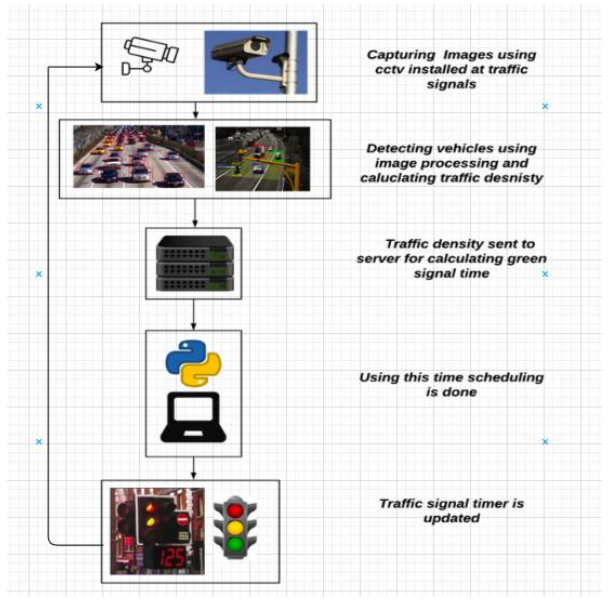 Capturing Images using
cctv installed at traffic
signals
Detecting vehicles using
image processing and
caluclating traffic desnisty
Traffic density sent to
server for calculating green
signal time
Using this time scheduling
is done
Traffic signal timer is
updated
125